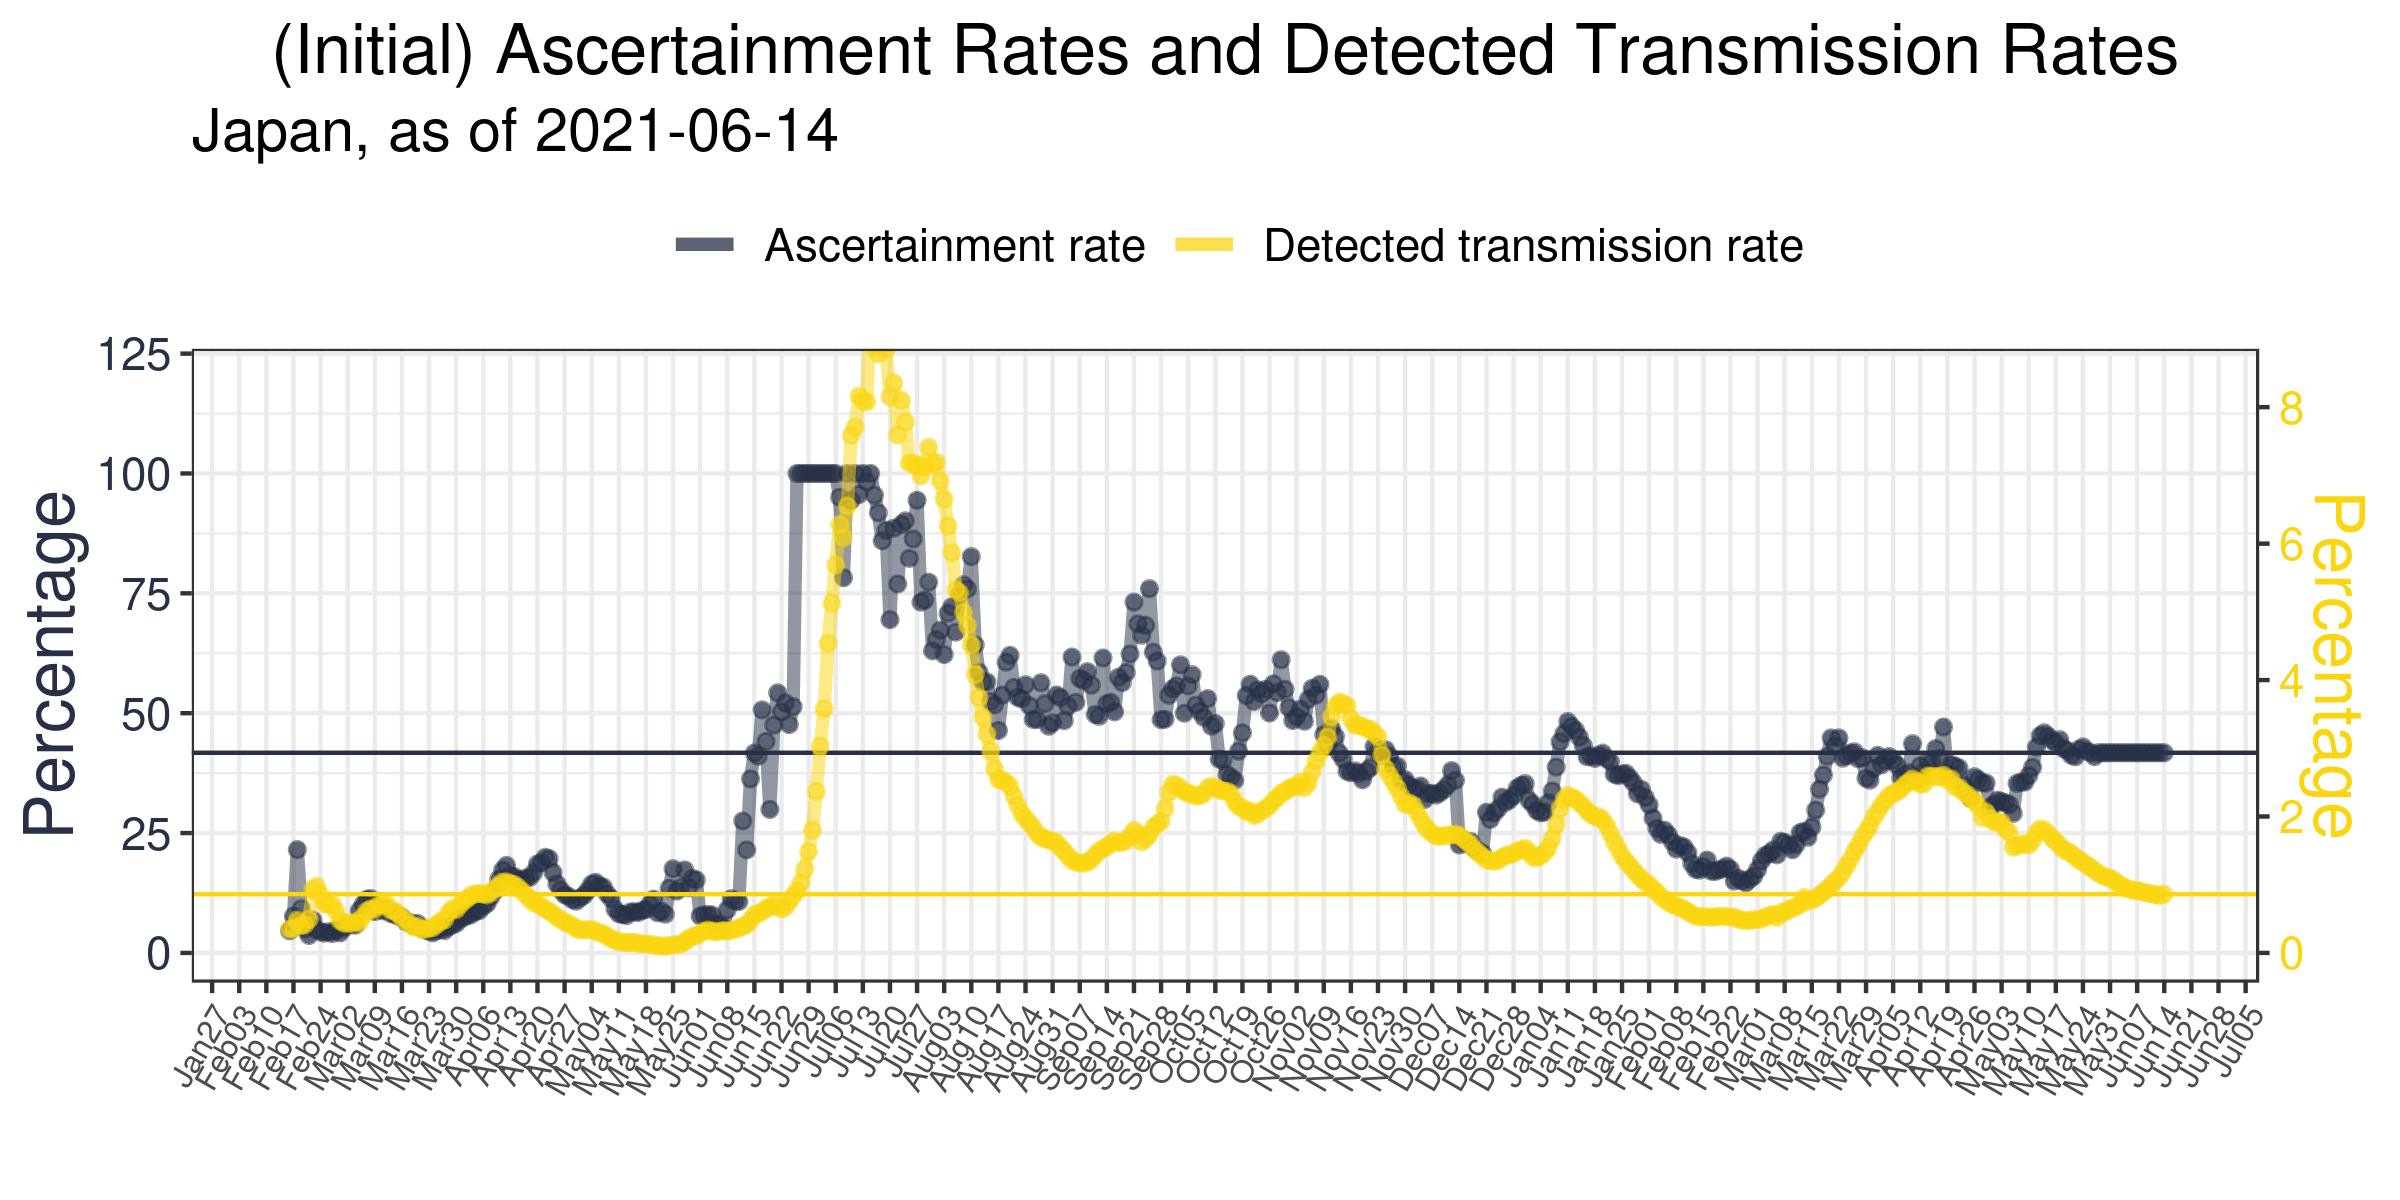 (Initial) Ascertainment Rates and Detected Transmission Rates
Japan, as of 2021-06-14
Ascertainment rate
Detected transmission rate
Percentage
125
100
75
50
25
0
8
6
4
2
0
Percentage
Jan27
Feb03
Feb10
Feb17
Feb24
Mar02
Mar09
Mar16
Mar23
Mar30
Apr06
Apr13
Apr20
Apr27
May04
May11
May18
May25
Jun01
Jun08
Jun15
Jun22
Jun29
Jul06
Jul13
Jul20
Jul27
Aug03
Aug10
Aug17
Aug24
Aug31
Sep07
Sep14
Sep21
Sep28
Oct05
Oct12
Oct19
Oct26
Nov02
Nov09
Nov16
Nov23
Nov30
Dec07
Dec14
Dec21
Dec28
Jan04
Jan11
Jan18
Jan25
Feb01
Feb08
Feb15
Feb22
Mar01
Mar08
Mar15
Mar22
Mar29
Apr05
Apr12
Apr19
Apr26
May03
May10
May17
May24
May31
Jun07
Jun14
Jun21
Jun28
Jul05